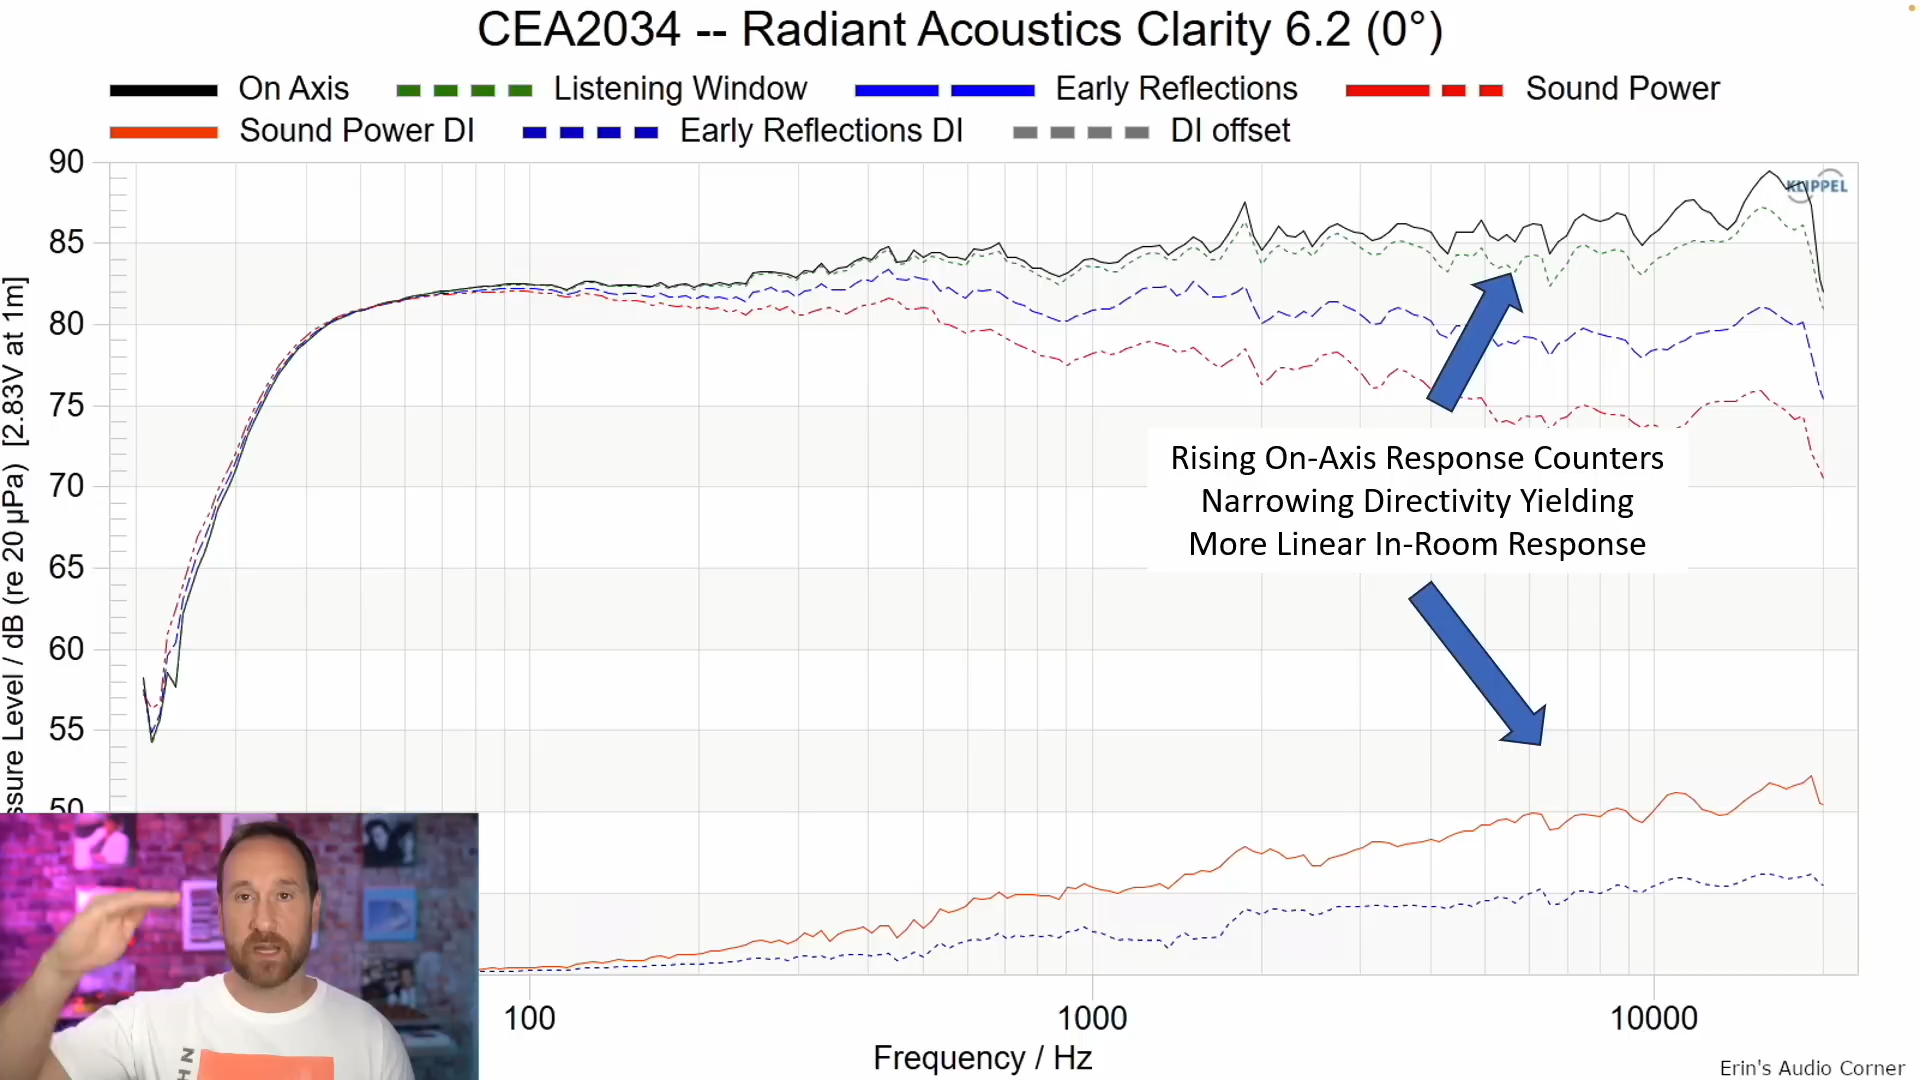 CEA2034 -- Radiant Acoustics Clarity 6.2 (0°)
On Axis Listening Window Early Reflections Sound Power
Sound Power DI Early Reflections DI DI offset
90
85
80
75
70
65
60
55
50
ssure Level / dB (re 20 µPa) [2.83V at 1m]
KLIPPEL
Rising On-Axis Response Counters
Narrowing Directivity Yielding
More Linear In-Room Response
100 1000 10000
Frequency / Hz
Erin's Audio Corner
HN